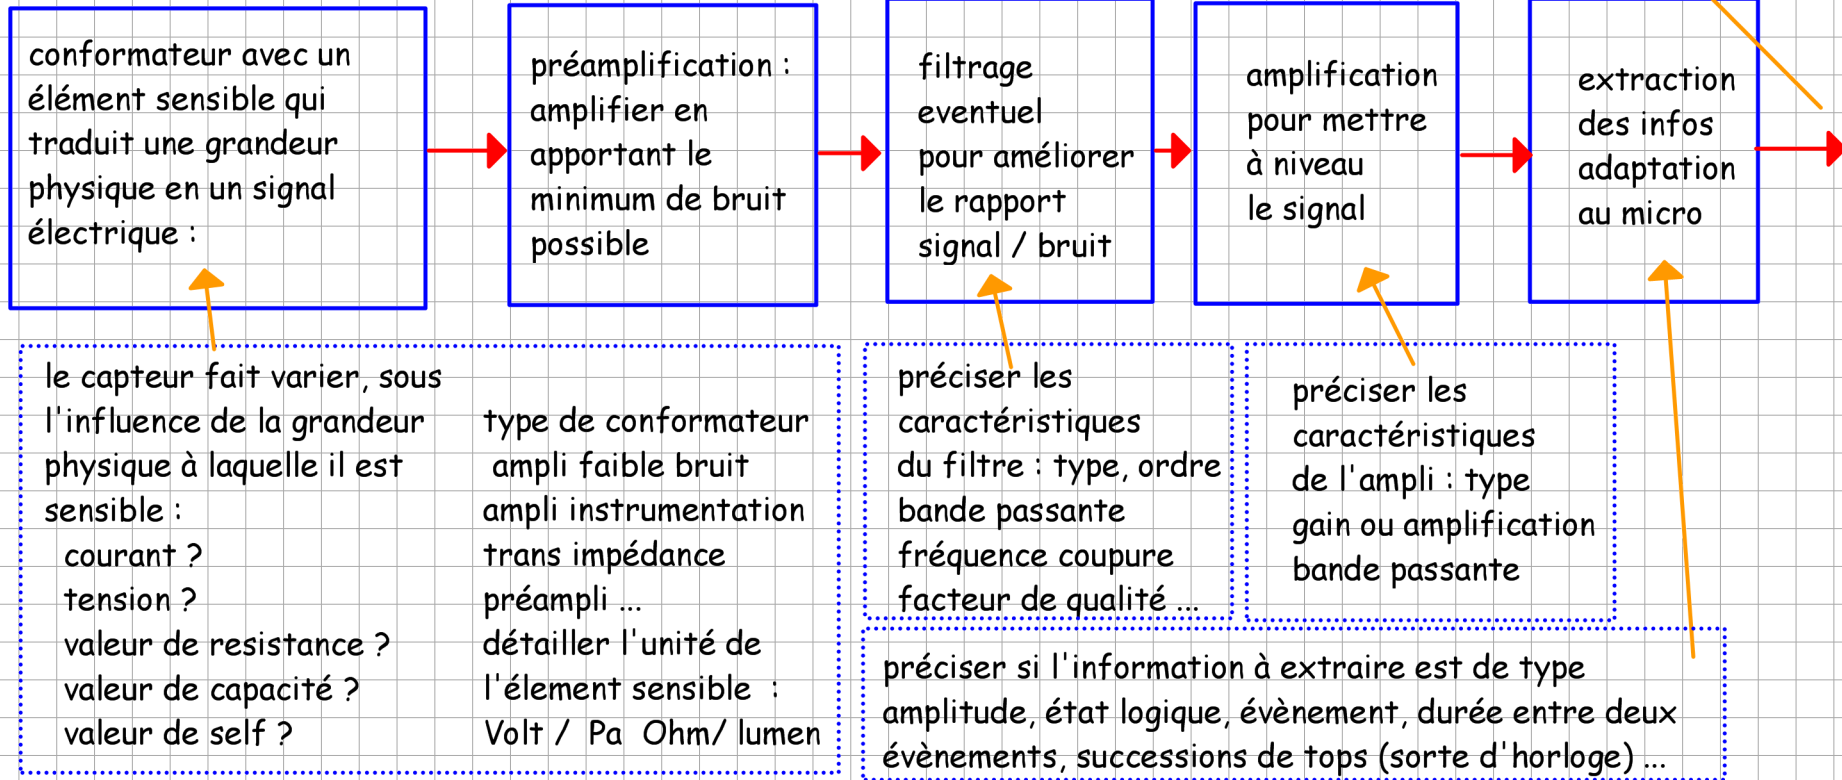 conformateur avec un
élément sensible qui
traduit une grandeur
physique en un signal
électrique :
préamplification :
amplifier en
apportant le
minimum de bruit
possible
filtrage
eventuel
pour améliorer
le rapport
signal / bruit
amplification
pour mettre
à niveau
le signal
extraction
des infos
adaptation
au micro
le capteur fait varier, sous
l'influence de la grandeur
physique à laquelle il est
sensible :
courant ?
tension ?
valeur de resistance ?
valeur de capacité ?
valeur de self ?
type de conformateur
ampli faible bruit
ampli instrumentation
trans impédance
préampli ...
détailler l'unité de
l'élement sensible :
Volt / Pa Ohm/ lumen
préciser les
caractéristiques
du filtre : type, ordre
bande passante
fréquence coupure
facteur de qualité ...
préciser les
caractéristiques
de l'ampli : type
gain ou amplification
bande passante
préciser si l'information à extraire est de type
amplitude, état logique, évènement, durée entre deux
évènements, successions de tops (sorte d'horloge) ...